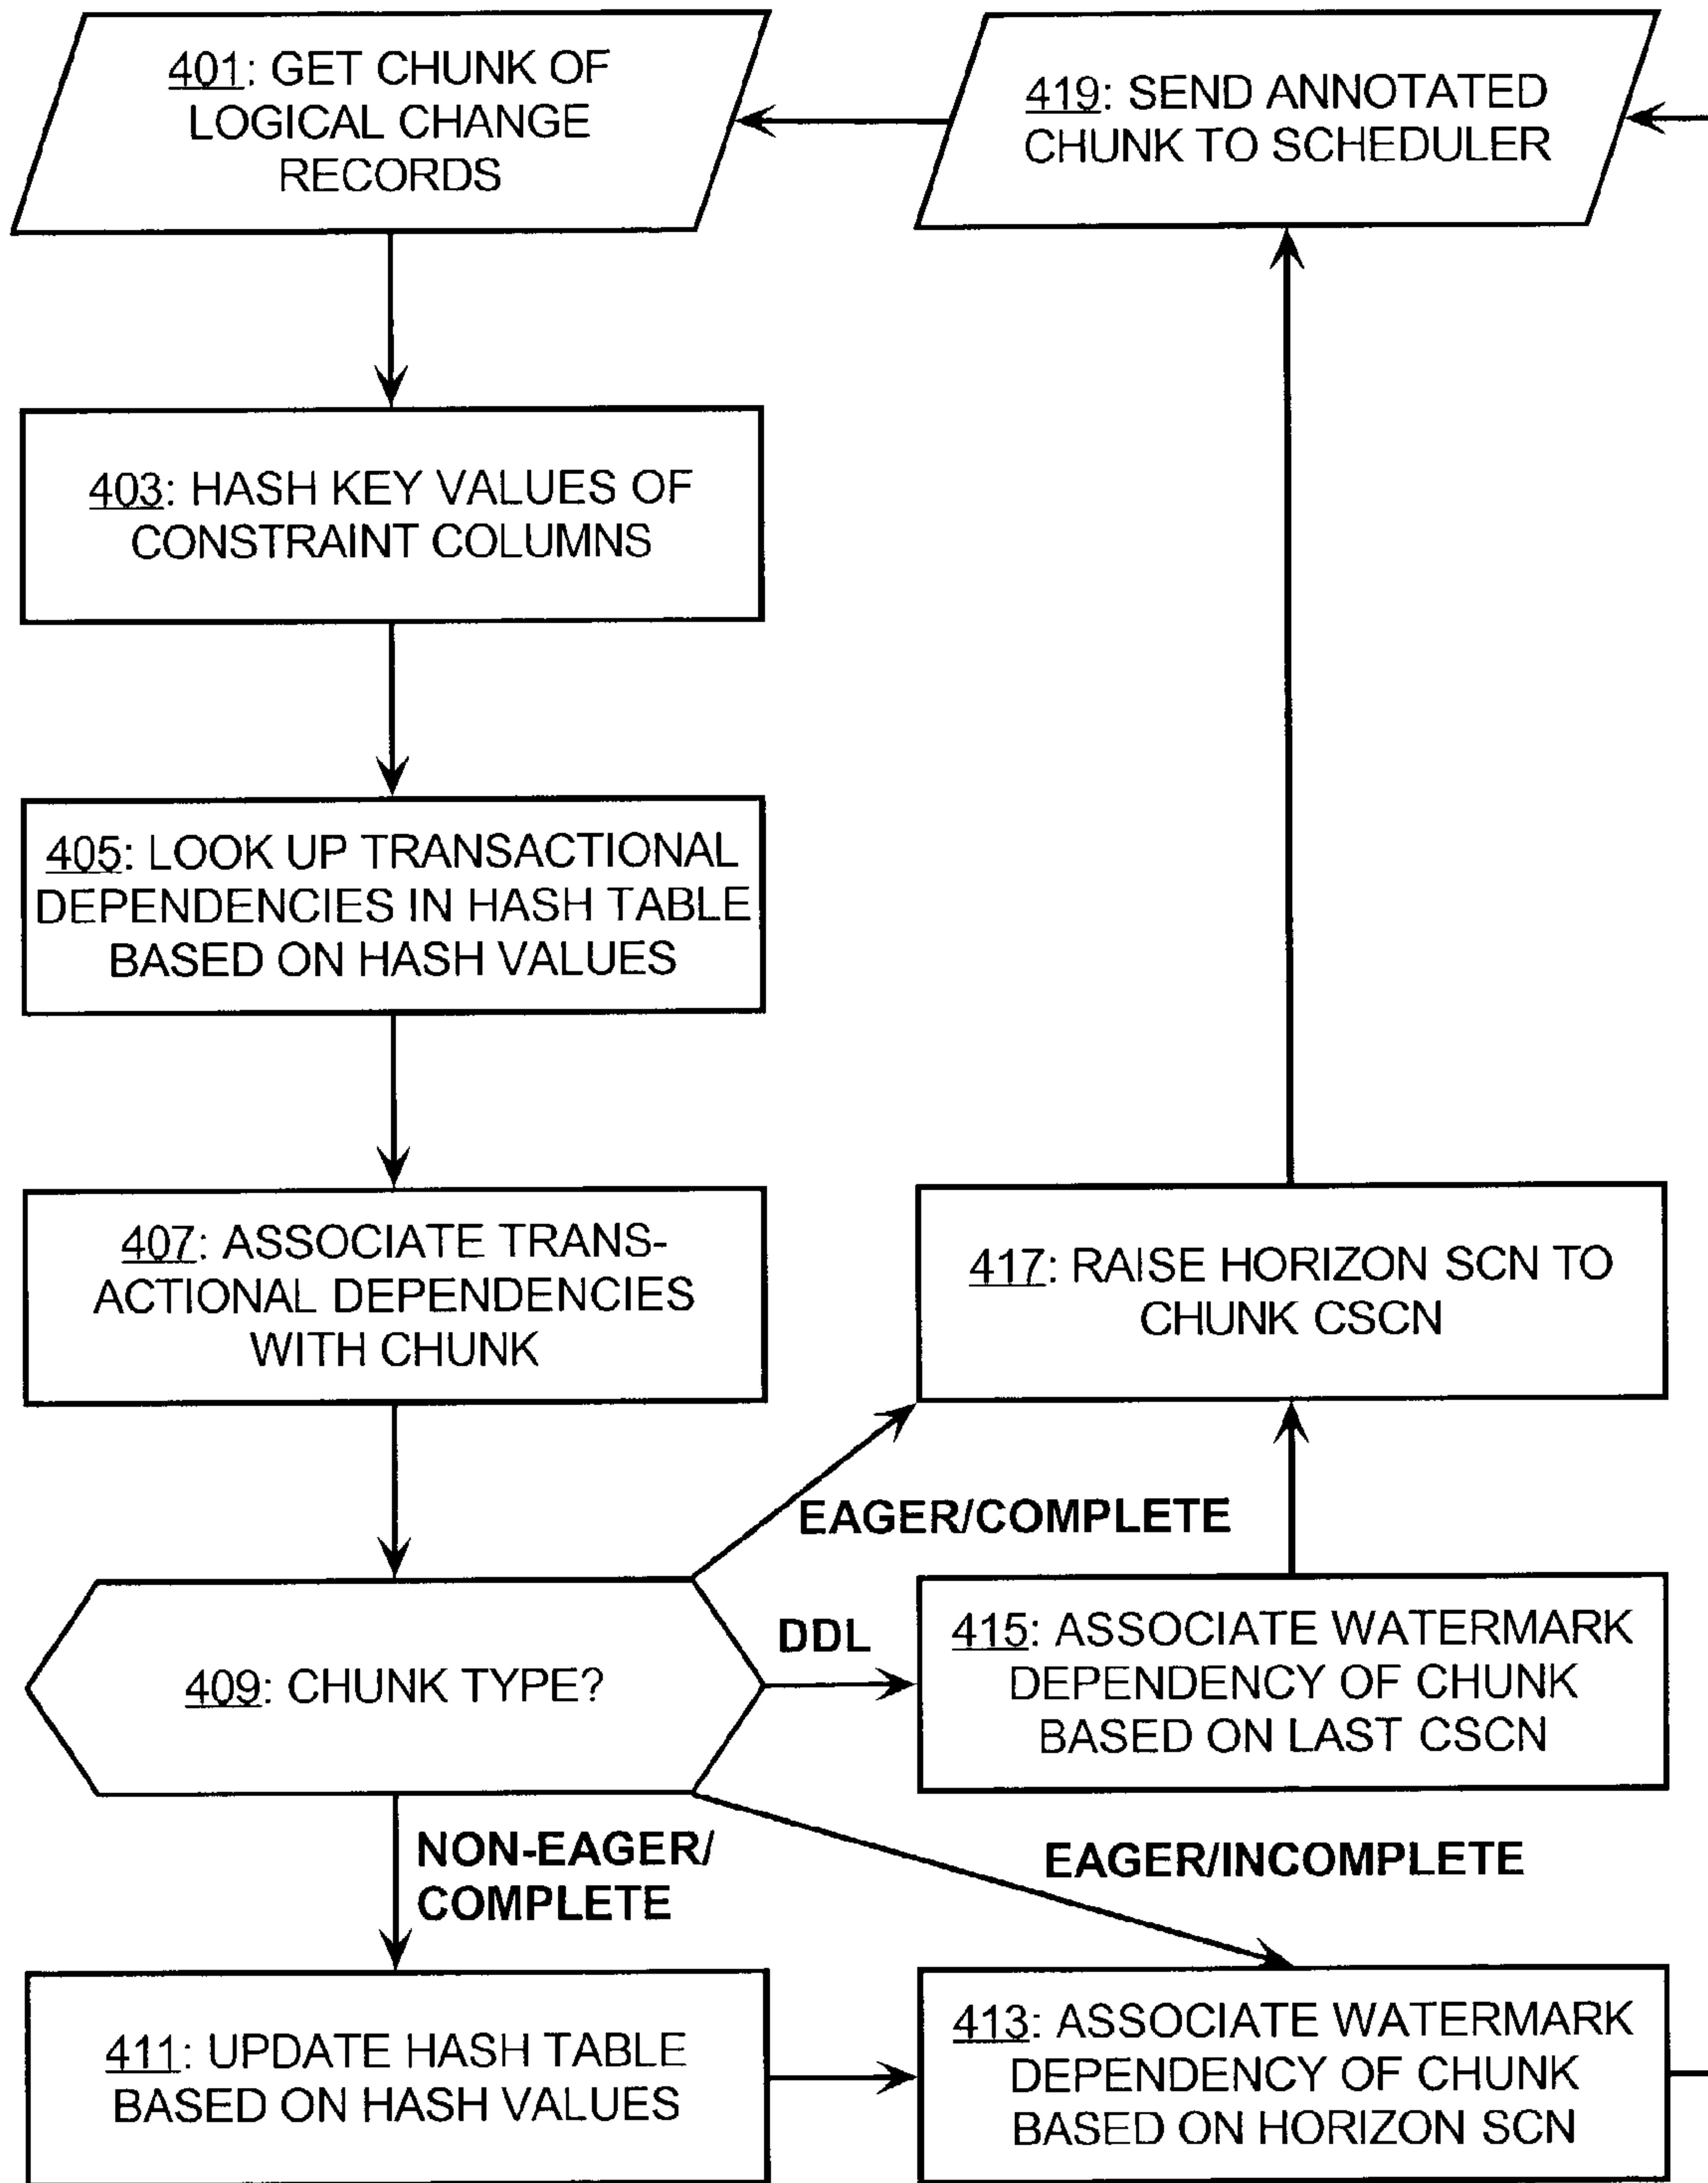 401: GET CHUNK OF
LOGICAL CHANGE
RECORDS
419: SEND ANNOTATED
CHUNK TO SCHEDULER
403: HASH KEY VALUES OF
CONSTRAINT COLUMNS
405: LOOK UP TRANSACTIONAL
DEPENDENCIES IN HASH TABLE
BASED ON HASH VALUES
407: ASSOCIATE TRANS-
ACTIONAL DEPENDENCIES
WITH CHUNK
417: RAISE HORIZON SCN TO
CHUNK CSCN
EAGER/COMPLETE
409: CHUNK TYPE?
DDL
415: ASSOCIATE WATERMARK
DEPENDENCY OF CHUNK
BASED ON LAST CSCN
NON-EAGER/
COMPLETE
EAGER/INCOMPLETE
411: UPDATE HASH TABLE
BASED ON HASH VALUES
413: ASSOCIATE WATERMARK
DEPENDENCY OF CHUNK
BASED ON HORIZON SCN